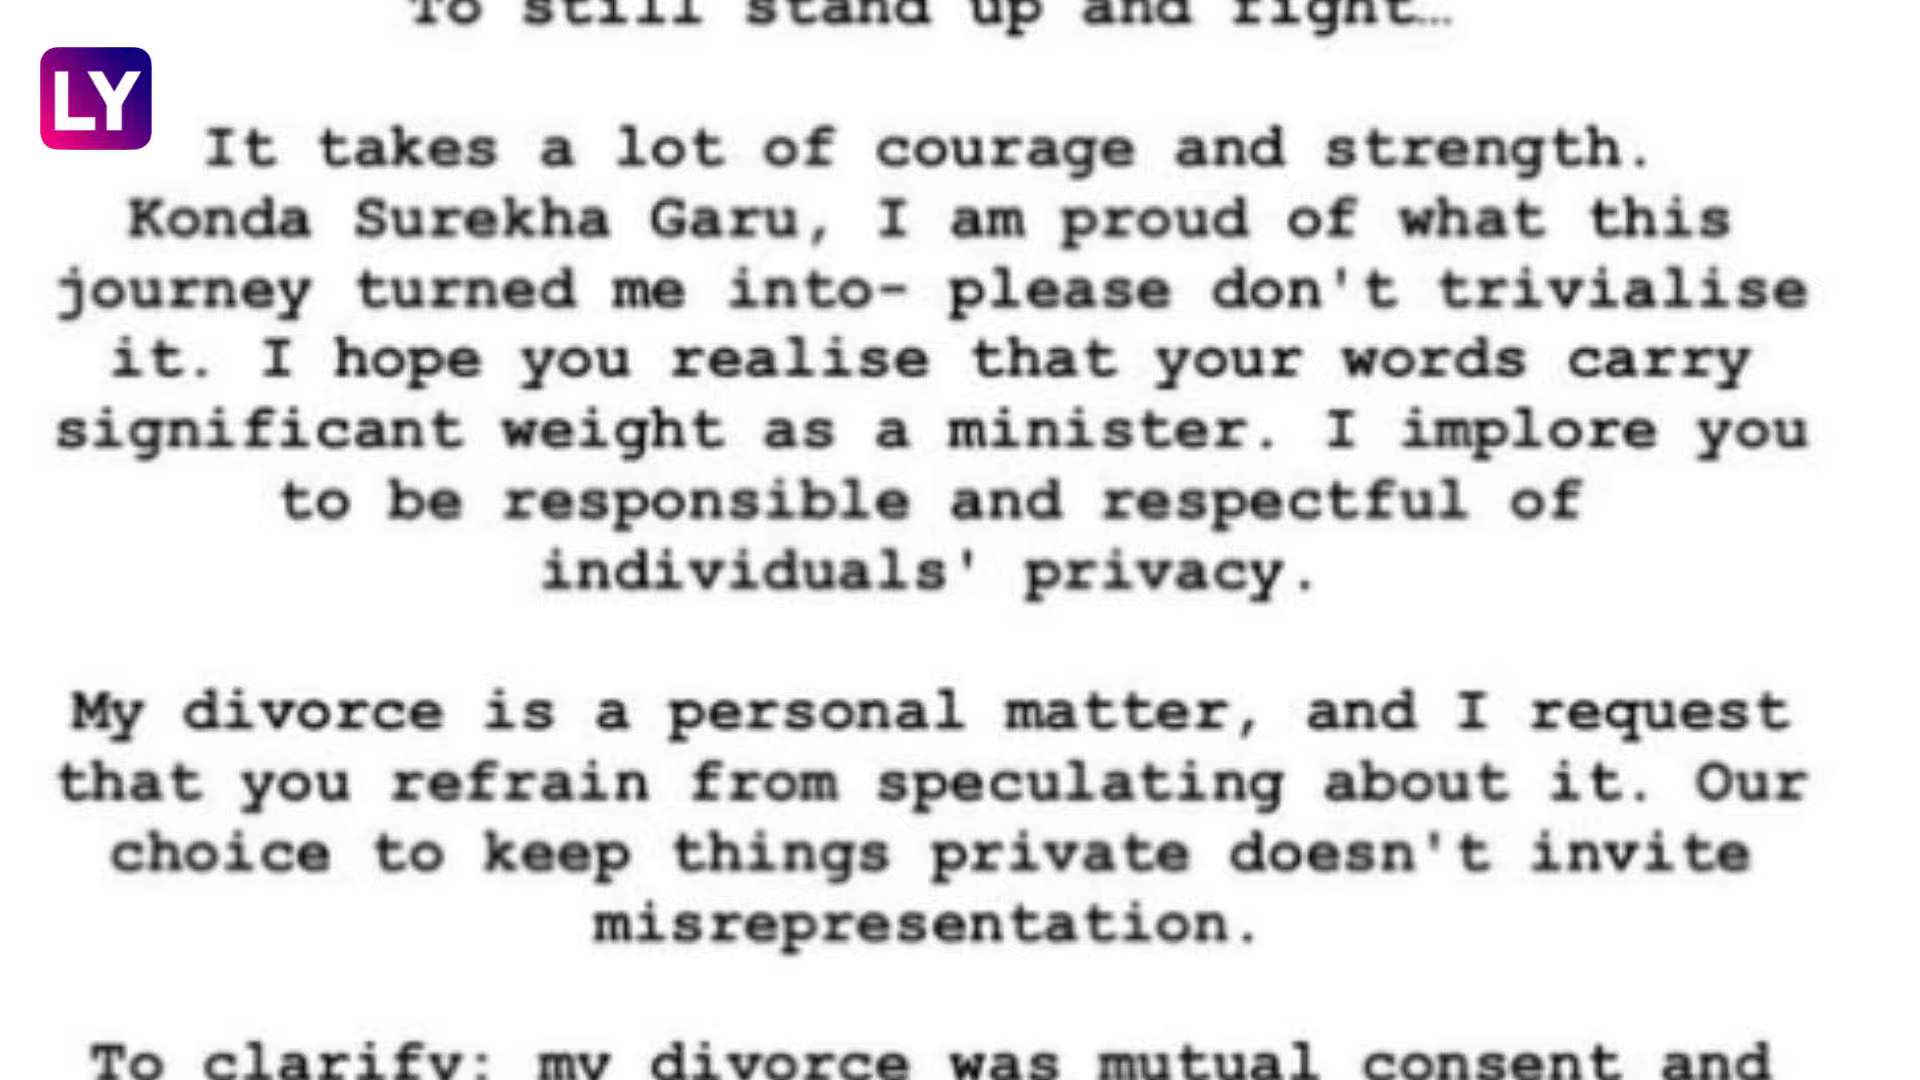 To still stand up and fight…
LY
It takes a lot of courage and strength.
Konda Surekha Garu, I am proud of what this
journey turned me into- please don't trivialise
it. I hope you realise that your words carry
significant weight as a minister. I implore you
to be responsible and respectful of
individuals' privacy.
My divorce is a personal matter, and I request
that you refrain from speculating about it. Our
choice to keep things private doesn't invite
misrepresentation.
To clarify: my divorce was mutual consent and